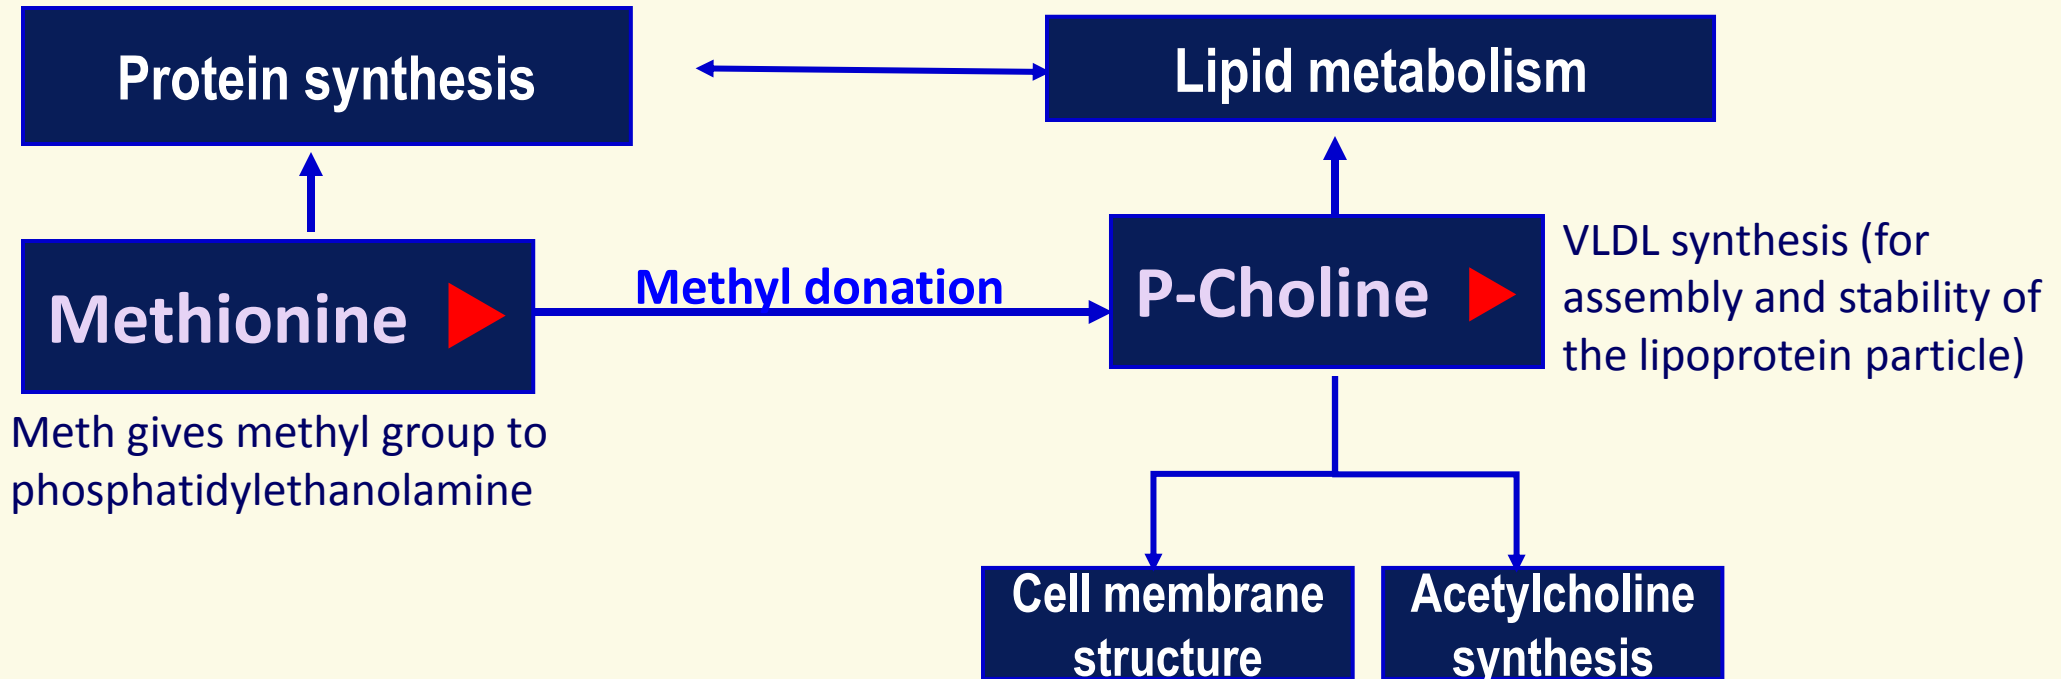 Protein synthesis
Lipid metabolism
Methionine
Methyl donation
P-Choline
VLDL synthesis (for
assembly and stability of
the lipoprotein particle)
Meth gives methyl group to
phosphatidylethanolamine
Cell membrane
structure
Acetylcholine
synthesis